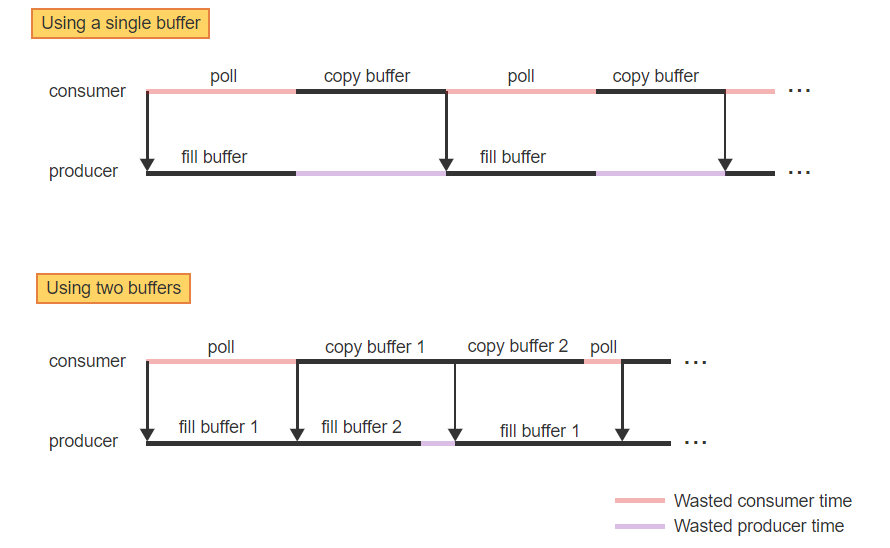 Using a single buffer
poll copy buffer poll copy buffer
consumer ...
fill buffer fill buffer
producer ...
Using two buffers
poll copy buffer 1 copy buffer 2 poll
consumer ...
fill buffer 1 fill buffer 2 fill buffer 1
producer ...
Wasted consumer time
Wasted producer time